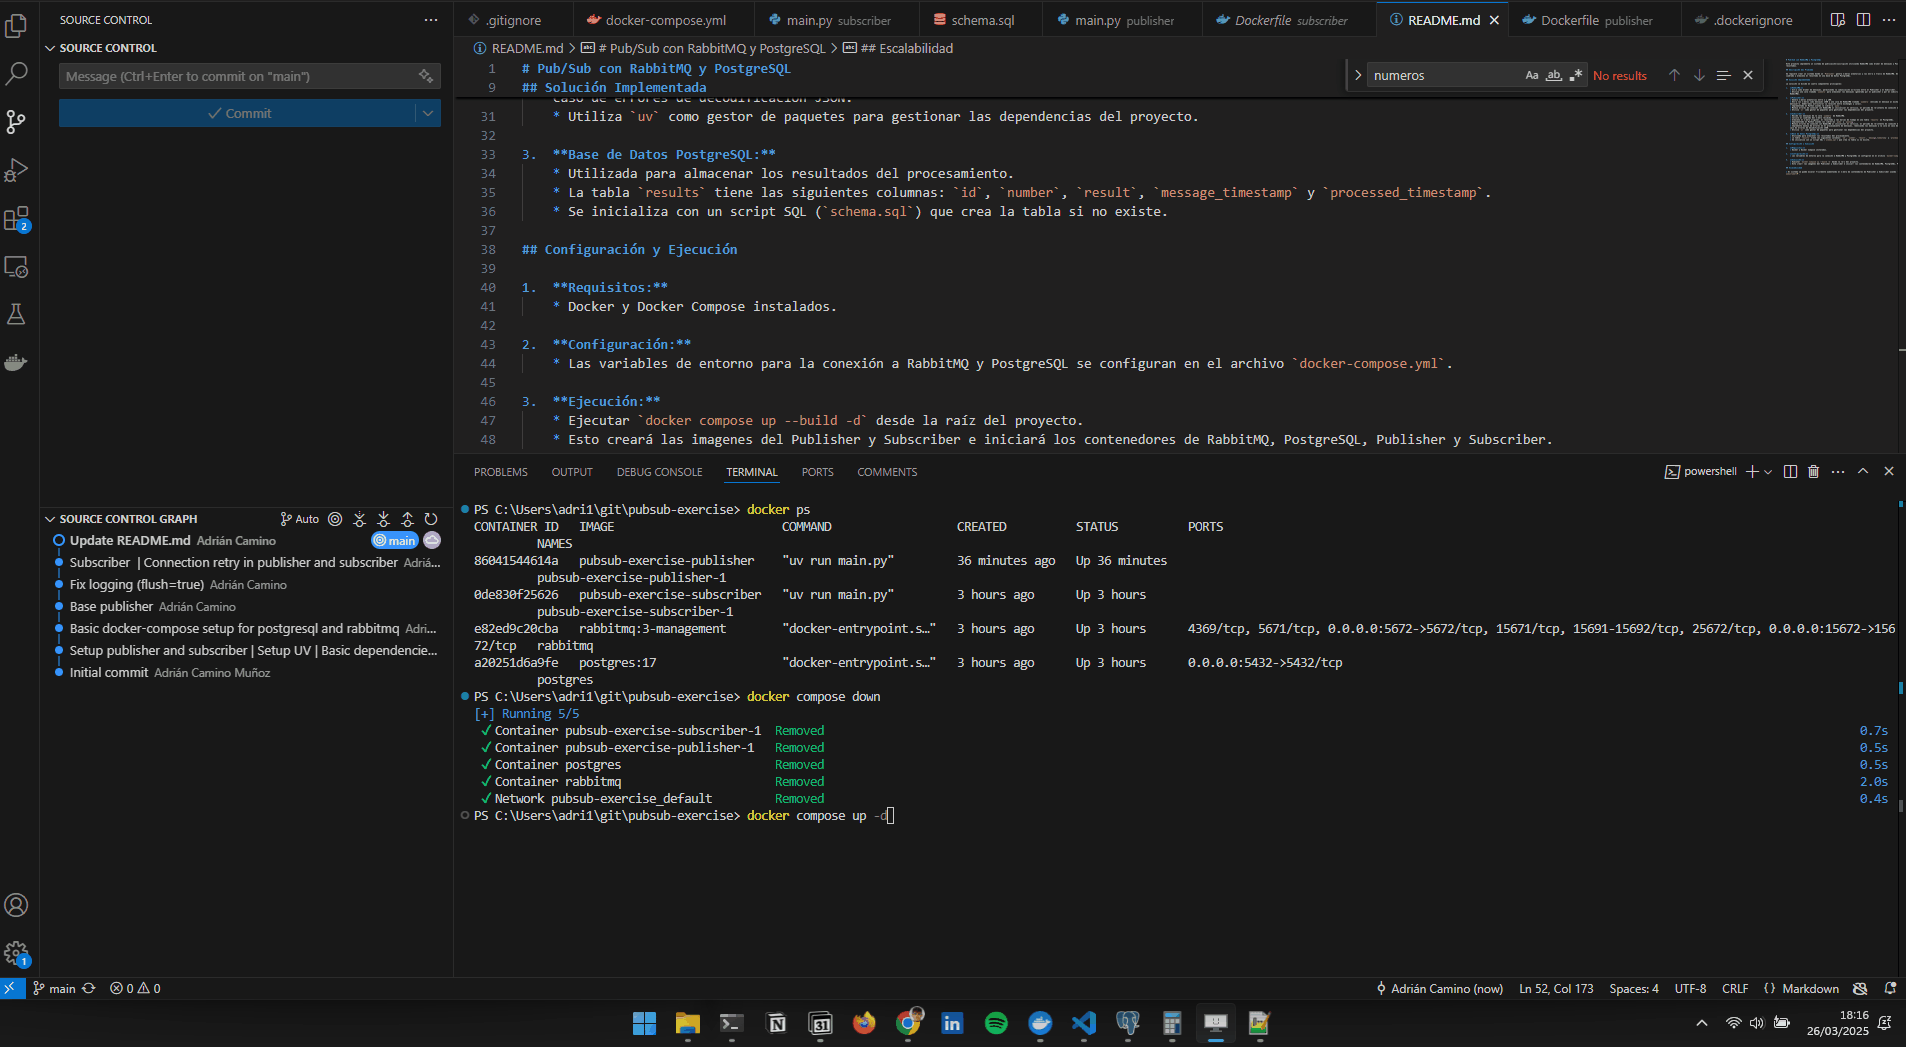 SOURCE CONTROL
SOURCE CONTROL
Message (Ctrl+Enter to commit on "main")
Commit
SOURCE CONTROL GRAPH
Auto
Update README.md Adrián Camino
main
Subscriber | Connection retry in publisher and subscriber Adriá...
Fix logging (flush=true) Adrián Camino
Base publisher Adrián Camino
Basic docker-compose setup for postgresql and rabbitmq Adri...
Setup publisher and subscriber | Setup UV | Basic dependencie...
Initial commit Adrián Camino Muñoz
2
1
.gitignore
docker-compose.yml
main.py subscriber
schema.sql
main.py publisher
Dockerfile subscriber
README.md
Dockerfile publisher
.dockerignore
README.md > # Pub/Sub con RabbitMQ y PostgreSQL > ## Escalabilidad
numeros
Aa
ab
No results
1 # Pub/Sub con RabbitMQ y PostgreSQL
9 ## Solución Implementada
caso de errores de decodificación JSON.
31 * Utiliza `uv` como gestor de paquetes para gestionar las dependencias del proyecto.
32
33 3. **Base de Datos PostgreSQL:**
34 * Utilizada para almacenar los resultados del procesamiento.
35 * La tabla `results` tiene las siguientes columnas: `id`, `number`, `result`, `message_timestamp` y `processed_timestamp`.
36 * Se inicializa con un script SQL (`schema.sql`) que crea la tabla si no existe.
37
38 ## Configuración y Ejecución
39
40 1. **Requisitos:**
41 * Docker y Docker Compose instalados.
42
43 2. **Configuración:**
44 * Las variables de entorno para la conexión a RabbitMQ y PostgreSQL se configuran en el archivo `docker-compose.yml`.
45
46 3. **Ejecución:**
47 * Ejecutar `docker compose up --build -d` desde la raíz del proyecto.
48 * Esto creará las imagenes del Publisher y Subscriber e iniciará los contenedores de RabbitMQ, PostgreSQL, Publisher y Subscriber.
PROBLEMS OUTPUT DEBUG CONSOLE TERMINAL PORTS COMMENTS
powershell
PS C:\Users\adri1\git\pubsub-exercise> docker ps
CONTAINER ID IMAGE COMMAND CREATED STATUS PORTS
NAMES
86041544614a pubsub-exercise-publisher "uv run main.py" 36 minutes ago Up 36 minutes
pubsub-exercise-publisher-1
0de830f25626 pubsub-exercise-subscriber "uv run main.py" 3 hours ago Up 3 hours
pubsub-exercise-subscriber-1
e82ed9c20cba rabbitmq:3-management "docker-entrypoint.s…" 3 hours ago Up 3 hours 4369/tcp, 5671/tcp, 0.0.0.0:5672->5672/tcp, 15671/tcp, 15691-15692/tcp, 25672/tcp, 0.0.0.0:15672->156
72/tcp rabbitmq
a20251d6a9fe postgres:17 "docker-entrypoint.s…" 3 hours ago Up 3 hours 0.0.0.0:5432->5432/tcp
postgres
PS C:\Users\adri1\git\pubsub-exercise> docker compose down
[+] Running 5/5
✔ Container pubsub-exercise-subscriber-1 Removed 0.7s
✔ Container pubsub-exercise-publisher-1 Removed 0.5s
✔ Container postgres Removed 0.5s
✔ Container rabbitmq Removed 2.0s
✔ Network pubsub-exercise_default Removed 0.4s
PS C:\Users\adri1\git\pubsub-exercise> docker compose up -d
main
0 0
Adrián Camino (now)
Ln 52, Col 173
Spaces: 4
UTF-8
CRLF
{} Markdown
31
in
18:16
26/03/2025